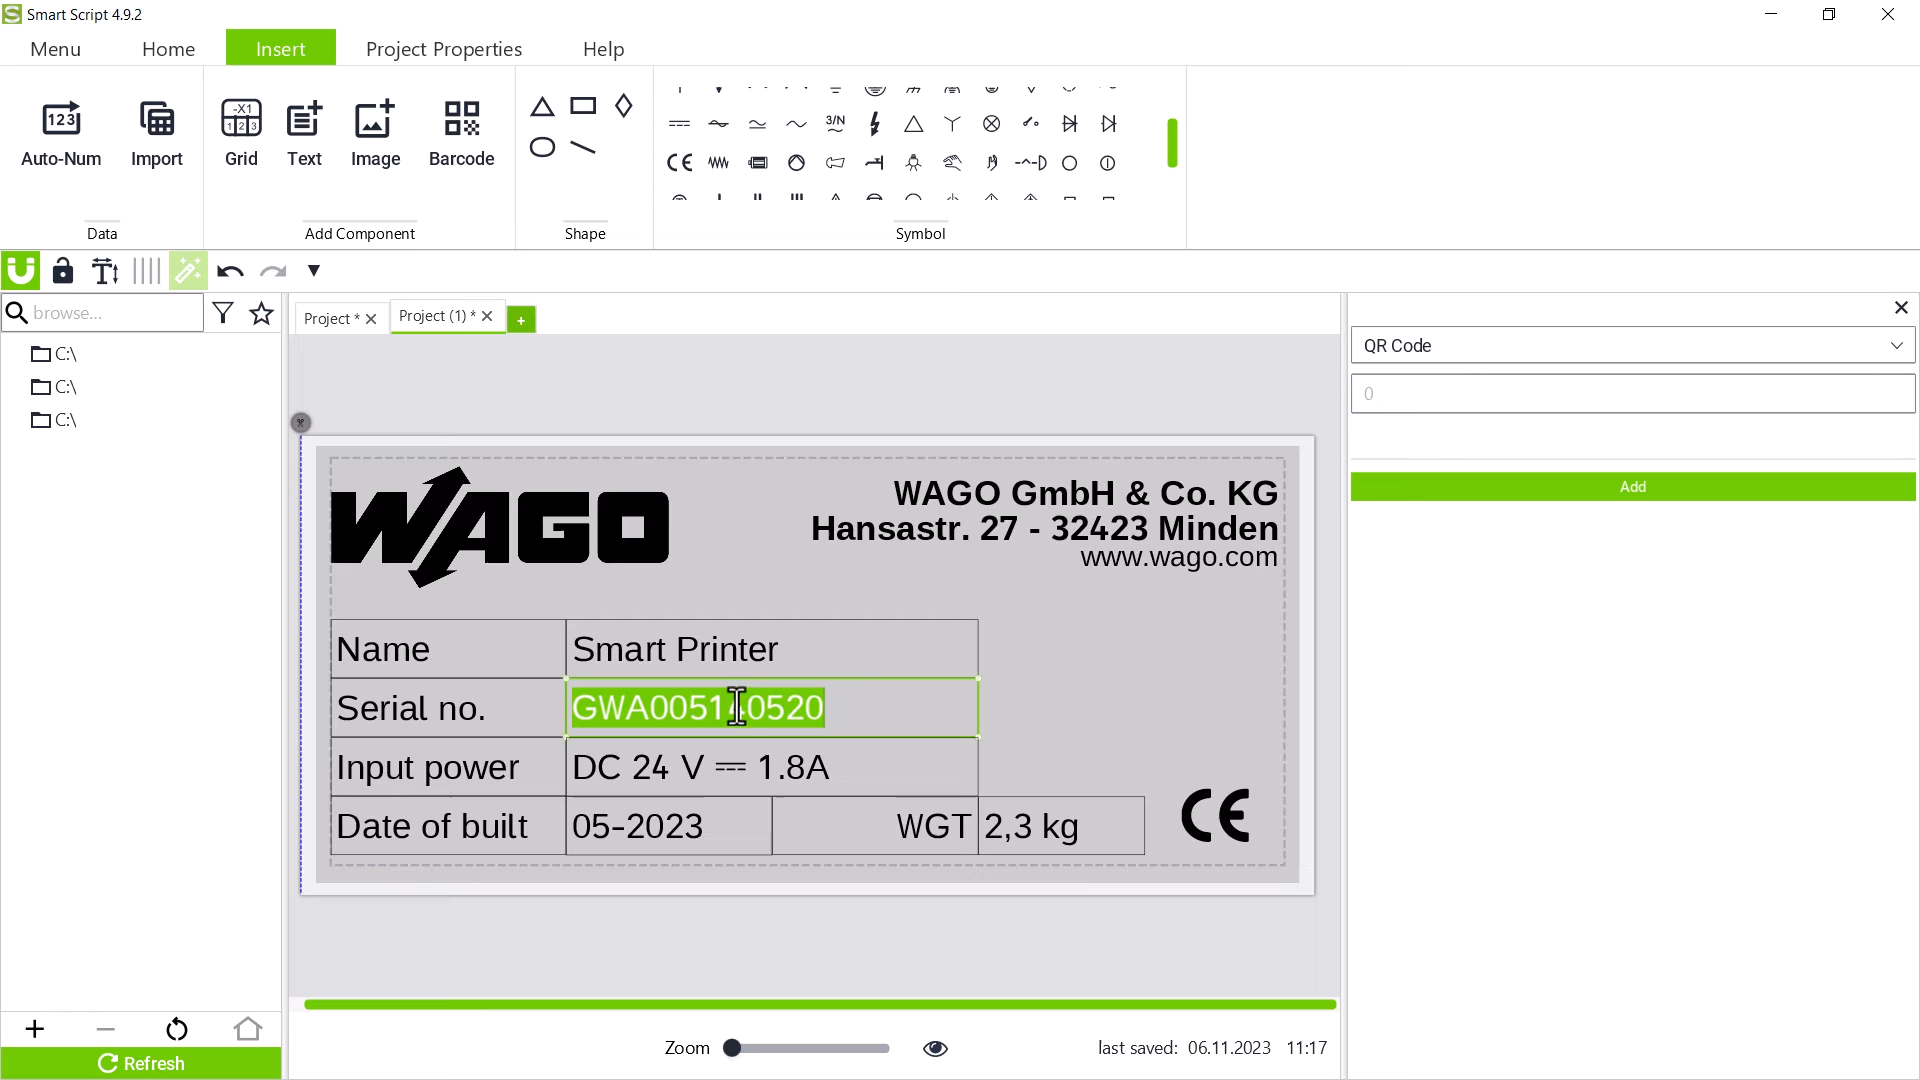 Smart Script 4.9.2
Menu
Home
Insert
Project Properties
Help
Auto-Num
Import
Data
Grid
Text
Image
Barcode
Add Component
Shape
3/N
CE
Symbol
browse...
C:\
C:\
C:\
Refresh
Project *
Project (1) *
WAGO
WAGO GmbH & Co. KG
Hansastr. 27 - 32423 Minden
www.wago.com
Name Smart Printer
Serial no. GWA005140520
Input power DC 24 V ⎓ 1.8A
Date of built 05-2023 WGT 2,3 kg
CE
Zoom
last saved: 06.11.2023 11:17
QR Code
0
Add